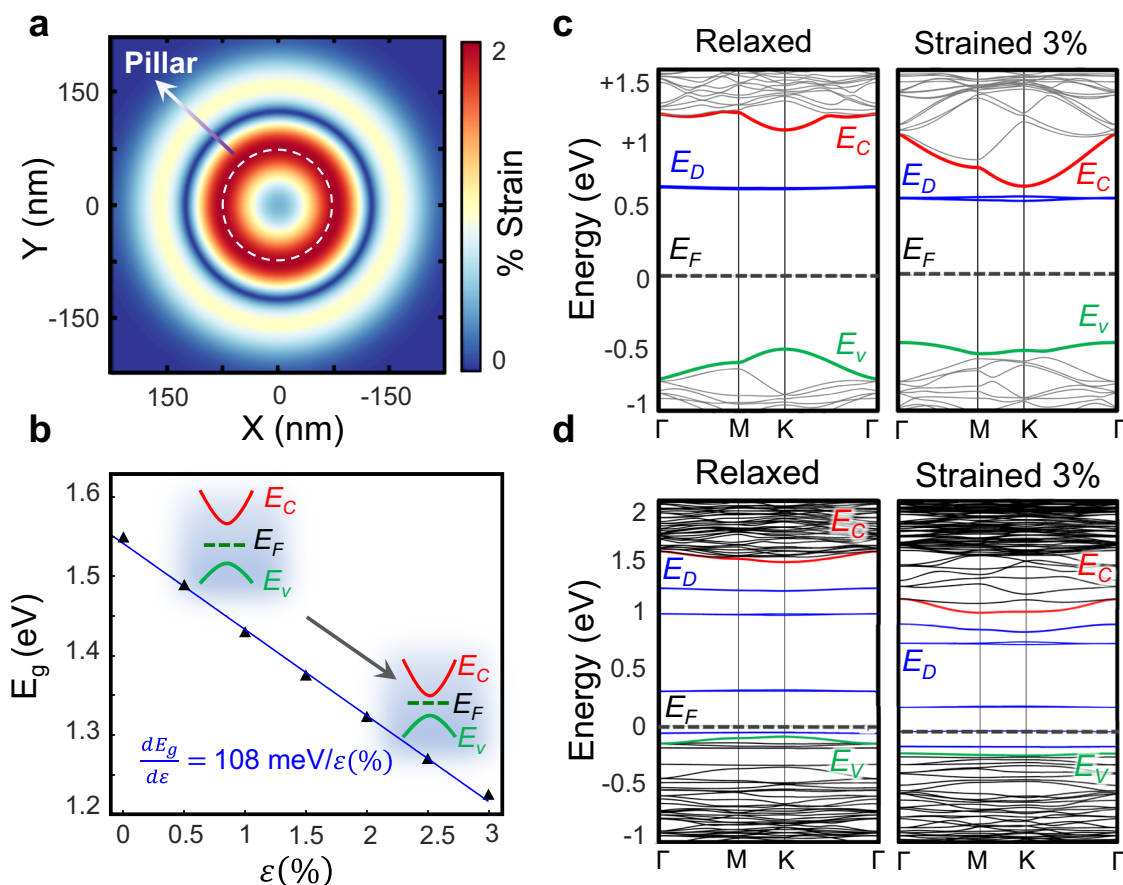 a
Pillar
Y (nm)
150
0
-150
150
0
-150
X (nm)
2
0
% Strain
b
E_g (eV)
1.6
1.5
1.4
1.3
1.2
E_C
E_F
E_v
E_C
E_F
E_v
dE_g/dε = 108 meV/ε(%)
0
0.5
1
1.5
2
2.5
3
ε(%)
c
Relaxed
Strained 3%
Energy (eV)
+1.5
+1
0.5
0
-0.5
-1
E_C
E_D
E_F
E_v
E_D
E_C
E_F
E_v
Γ M K Γ
Γ M K Γ
d
Relaxed
Strained 3%
Energy (eV)
2
1.5
1
0.5
0
-0.5
-1
E_C
E_D
E_F
E_V
E_C
E_D
E_V
Γ M K Γ
Γ M K Γ